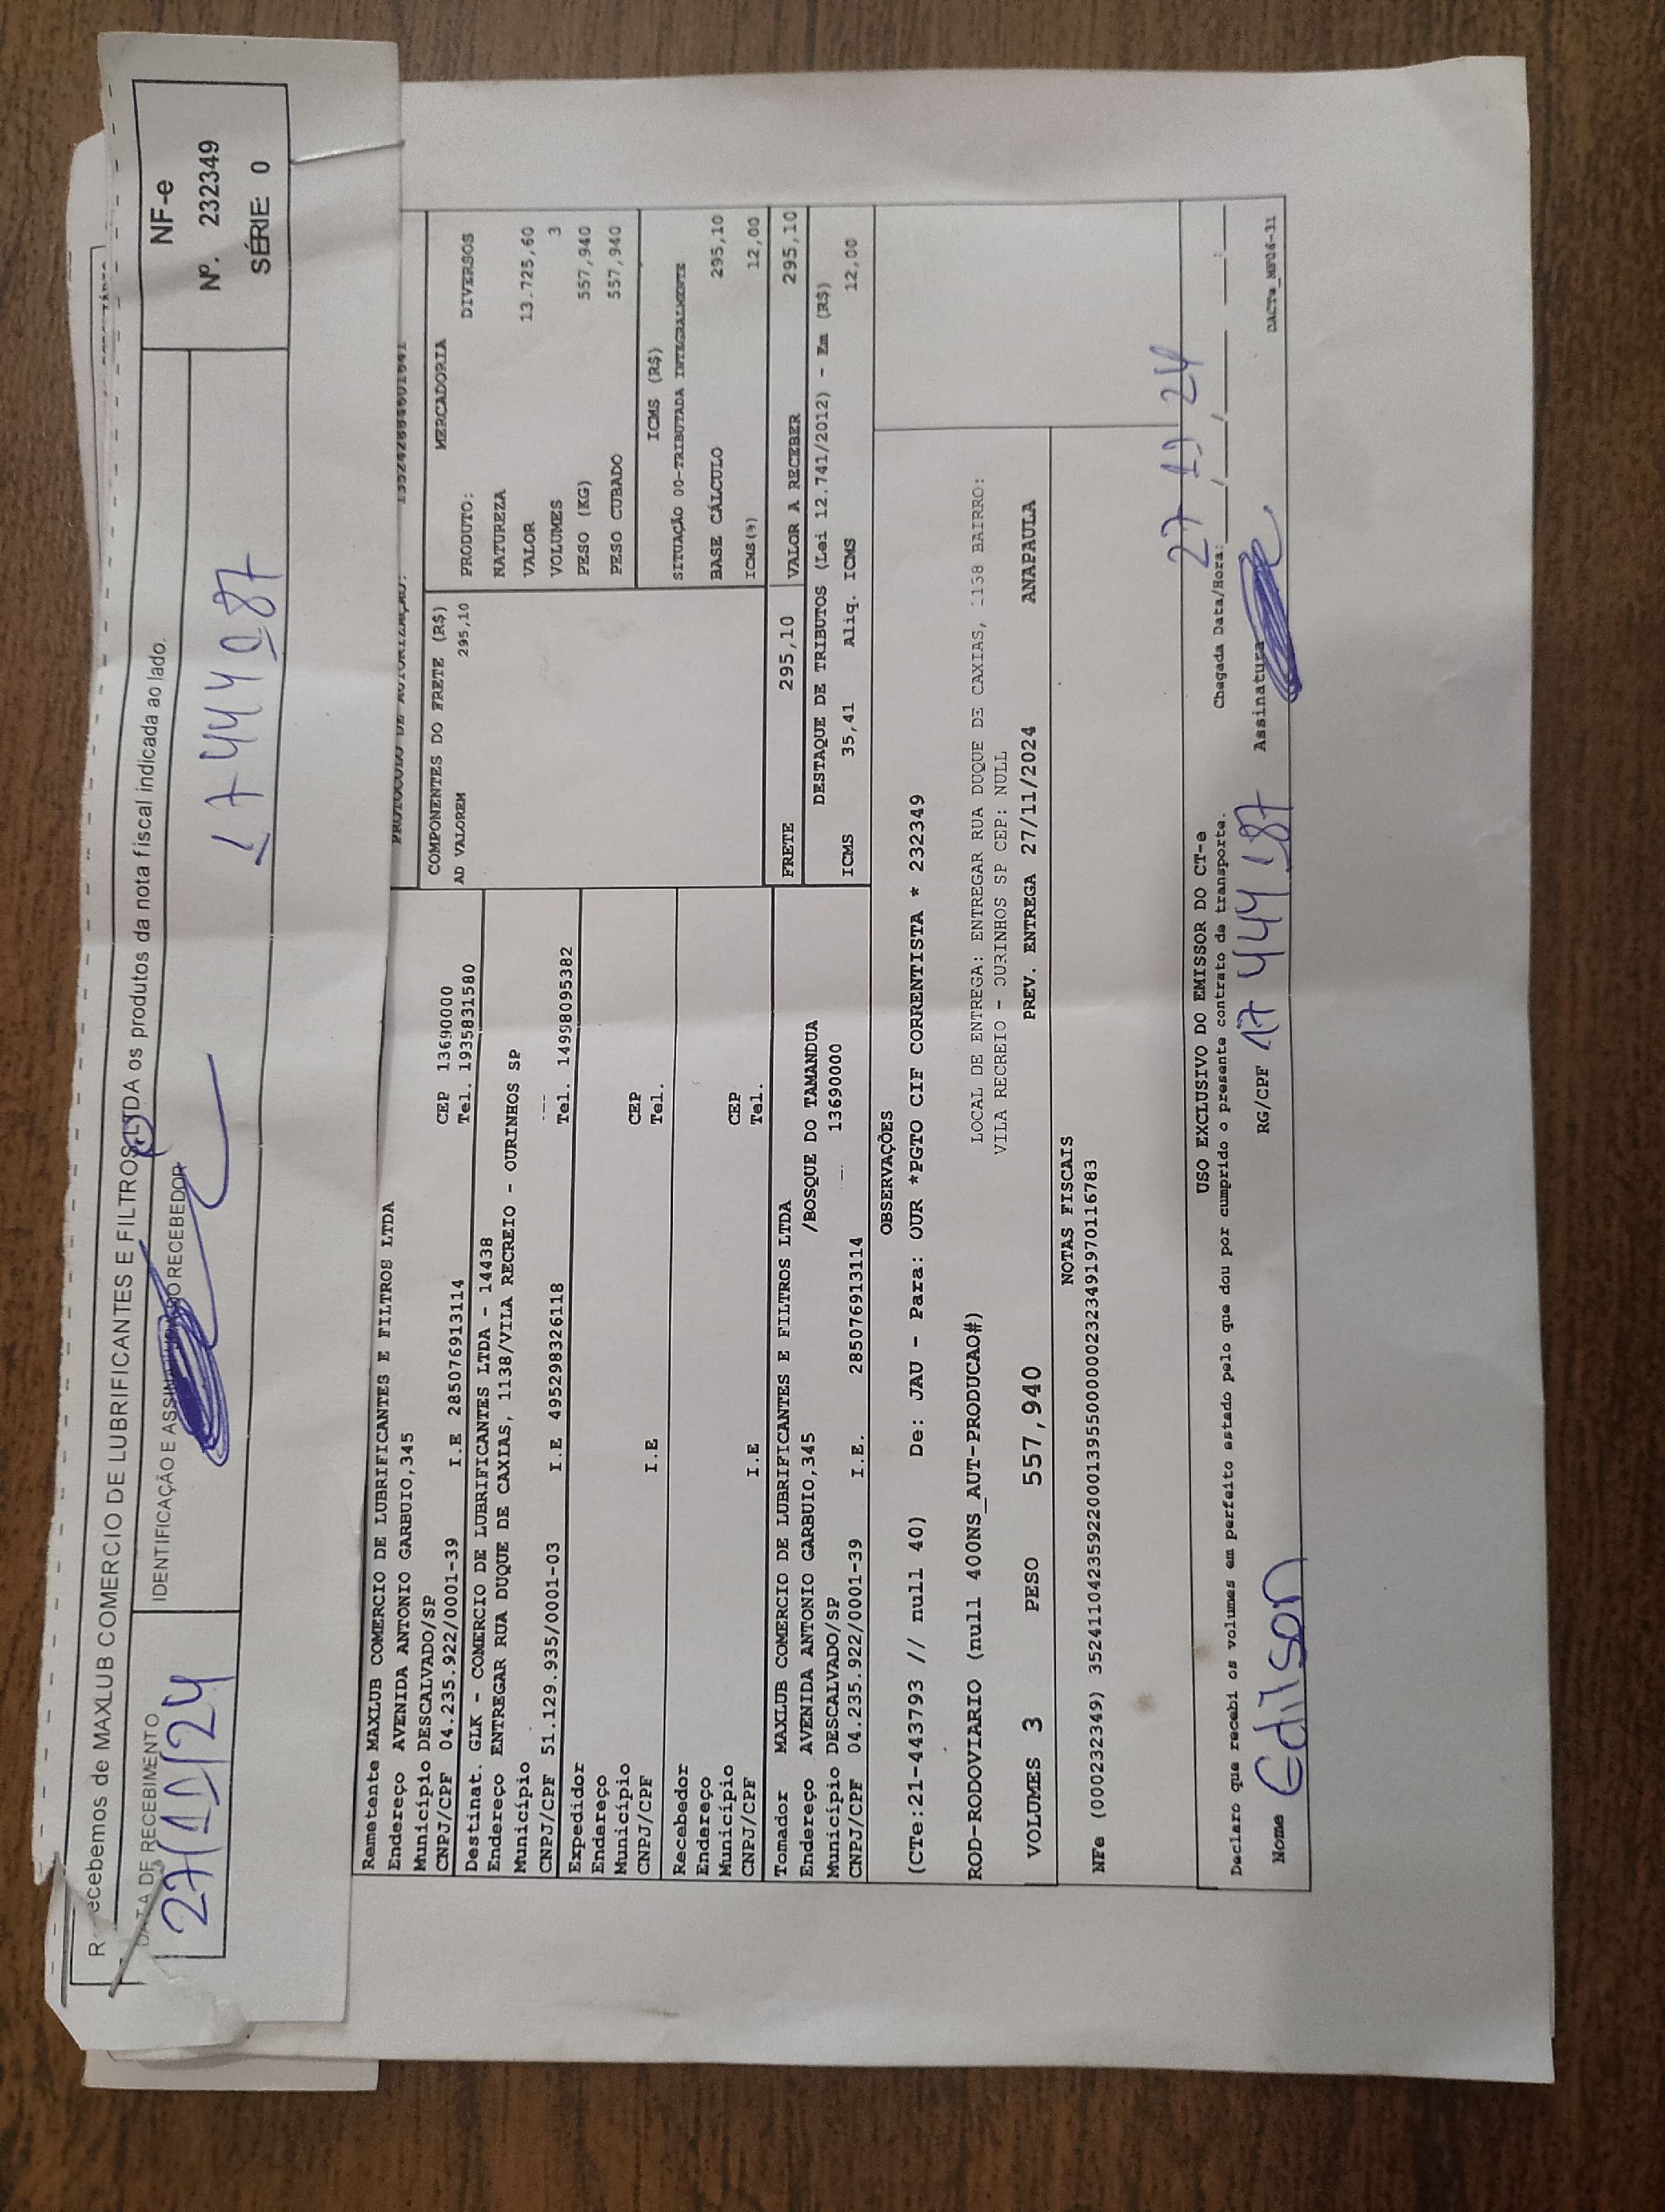 R ecebemos de MAXLUB COMERCIO DE LUBRIFICANTES E FILTROS LTDA os produtos da nota fiscal indicada ao lado.
DATA DE RECEBIMENTO
27/11/24
IDENTIFICAÇÃO E ASSINATURA DO RECEBEDOR
17 444 187
NF-e
Nº. 232349
SÉRIE: 0
PROTOCOLO DE AUTORIZAÇÃO:
Remetente MAXLUB COMERCIO DE LUBRIFICANTES E FILTROS LTDA
Endereço AVENIDA ANTONIO GARBUIO,345
Município DESCALVADO/SP CEP 13690000
CNPJ/CPF 04.235.922/0001-39 I.E 285076913114 Tel. 1935831580
Destinat. GLK - COMERCIO DE LUBRIFICANTES LTDA - 14438
Endereço ENTREGAR RUA DUQUE DE CAXIAS, 1138/VILA RECREIO - OURINHOS SP
Município
CNPJ/CPF 51.129.935/0001-03 I.E 495298326118 Tel. 14998095382
Expedidor
Endereço
Município CEP
CNPJ/CPF I.E Tel.
Recebedor
Endereço
Município CEP
CNPJ/CPF I.E Tel.
Tomador MAXLUB COMERCIO DE LUBRIFICANTES E FILTROS LTDA
Endereço AVENIDA ANTONIO GARBUIO,345 /BOSQUE DO TAMANDUA
Município DESCALVADO/SP 13690000
CNPJ/CPF 04.235.922/0001-39 I.E. 285076913114
COMPONENTES DO FRETE (R$)
AD VALOREM 295,10
MERCADORIA
PRODUTO: DIVERSOS
NATUREZA
VALOR 13.725,60
VOLUMES 3
PESO (KG) 557,940
PESO CUBADO 557,940
ICMS (R$)
SITUAÇÃO 00-TRIBUTADA INTEGRALMENTE
BASE CÁLCULO 295,10
ICMS(%) 12,00
FRETE 295,10 VALOR A RECEBER 295,10
DESTAQUE DE TRIBUTOS (Lei 12.741/2012) - Em (R$)
ICMS 35,41 Aliq. ICMS 12,00
OBSERVAÇÕES
(CTe:21-443793 // null 40) De: JAU - Para: OUR *PGTO CIF CORRENTISTA * 232349
ROD-RODOVIARIO (null 400NS_AUT-PRODUCAO#) LOCAL DE ENTREGA: ENTREGAR RUA DUQUE DE CAXIAS, 1138 BAIRRO:
VILA RECREIO - OURINHOS SP CEP: NULL
VOLUMES 3 PESO 557,940 PREV. ENTREGA 27/11/2024 ANAPAULA
NOTAS FISCAIS
NFe (000232349) 35241104235922000139550000002323491970116783
USO EXCLUSIVO DO EMISSOR DO CT-e
Declaro que recebi os volumes em perfeito estado pelo que dou por cumprido o presente contrato de transporte.
Chegada Data/Hora: 27/11/24
Nome Edilson RG/CPF 17 444 187 Assinatura
DACTe_MP06-11